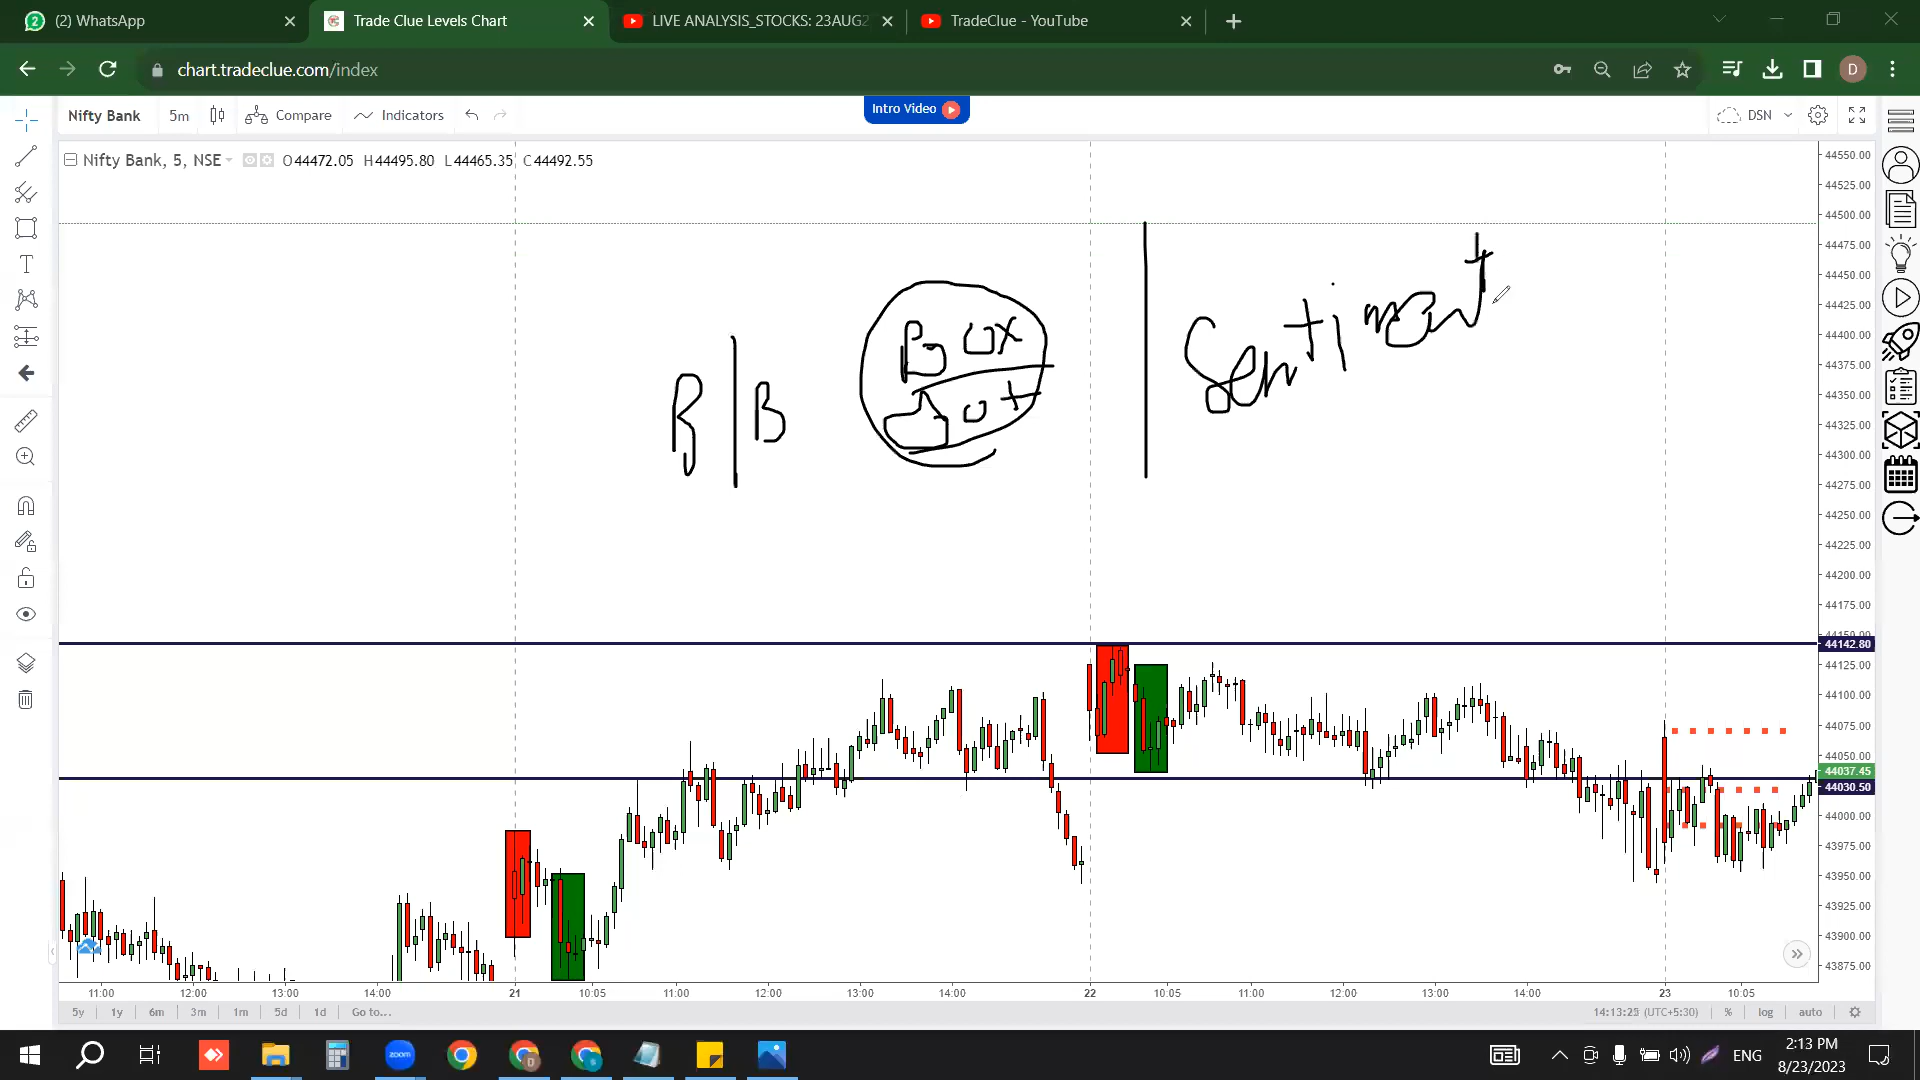 (2) WhatsApp
Trade Clue Levels Chart
LIVE ANALYSIS_STOCKS: 23AUG2
TradeClue - YouTube
chart.tradeclue.com/index
D
Nifty Bank
5m
Compare
Indicators
Intro Video
DSN
Nifty Bank, 5, NSE
O44472.05 H44495.80 L44465.35 C44492.55
44550.00
44525.00
44500.00
44475.00
44450.00
44425.00
44400.00
44375.00
44350.00
44325.00
44300.00
44275.00
44250.00
44225.00
44200.00
44175.00
44150.00
44142.80
44125.00
44100.00
44075.00
44050.00
44037.45
44030.50
44000.00
43975.00
43950.00
43925.00
43900.00
43875.00
R | B
Box
Sentiment
11:00 12:00 13:00 14:00 21 10:05 11:00 12:00 13:00 14:00 22 10:05 11:00 12:00 13:00 14:00 23 10:05
5y 1y 6m 3m 1m 5d 1d Go to...
(UTC+5:30) % log auto
zoom
ENG
2:13 PM
8/23/2023